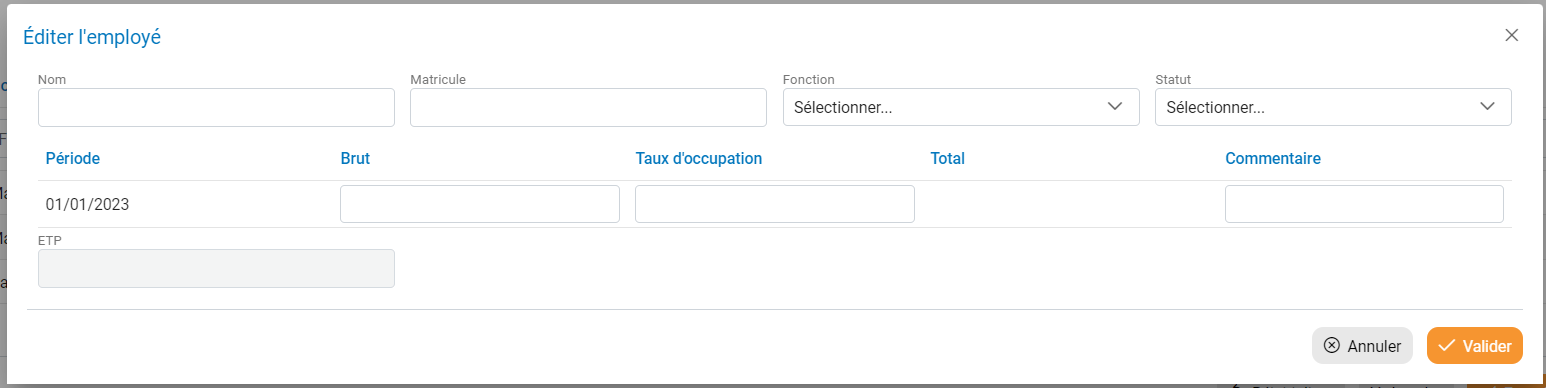 Éditer l'employé
Nom Matricule Fonction Statut
Sélectionner... Sélectionner...
Période Brut Taux d'occupation Total Commentaire
01/01/2023
ETP
Annuler Valider